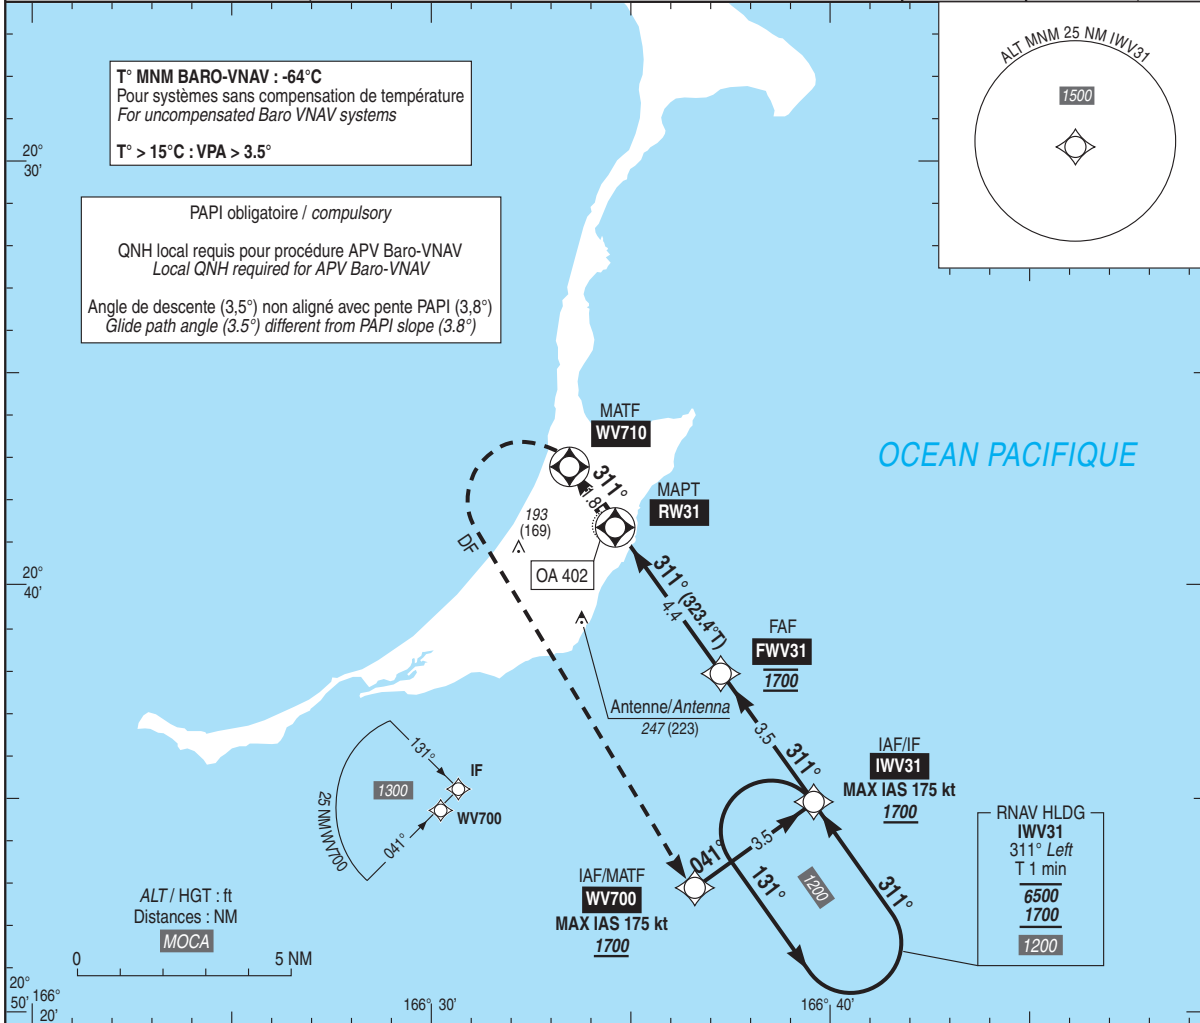 T° MNM BARO-VNAV : -64°C
Pour systèmes sans compensation de température
For uncompensated Baro VNAV systems
T° > 15°C : VPA > 3.5°
PAPI obligatoire / compulsory
QNH local requis pour procédure APV Baro-VNAV
Local QNH required for APV Baro-VNAV
Angle de descente (3,5°) non aligné avec pente PAPI (3,8°)
Glide path angle (3.5°) different from PAPI slope (3.8°)
ALT MNM 25 NM IWV31
1500
20°
30'
OCEAN PACIFIQUE
MATF
WV710
311°
1.8
MAPT
RW31
193
(169)
DF
OA 402
20°
40'
311° (323.4°T)
4.4
FAF
FWV31
1700
Antenne/Antenna
247 (223)
3.5
311°
IAF/IF
IWV31
MAX IAS 175 kt
1700
131°
IF
1300
WV700
25 NM WV700
041°
RNAV HLDG
IWV31
311° Left
T 1 min
6500
1700
1200
041°
3.5
131°
1200
311°
IAF/MATF
WV700
MAX IAS 175 kt
1700
ALT / HGT : ft
Distances : NM
MOCA
0
5 NM
20°
50'
166°
20'
166° 30'
166° 40'